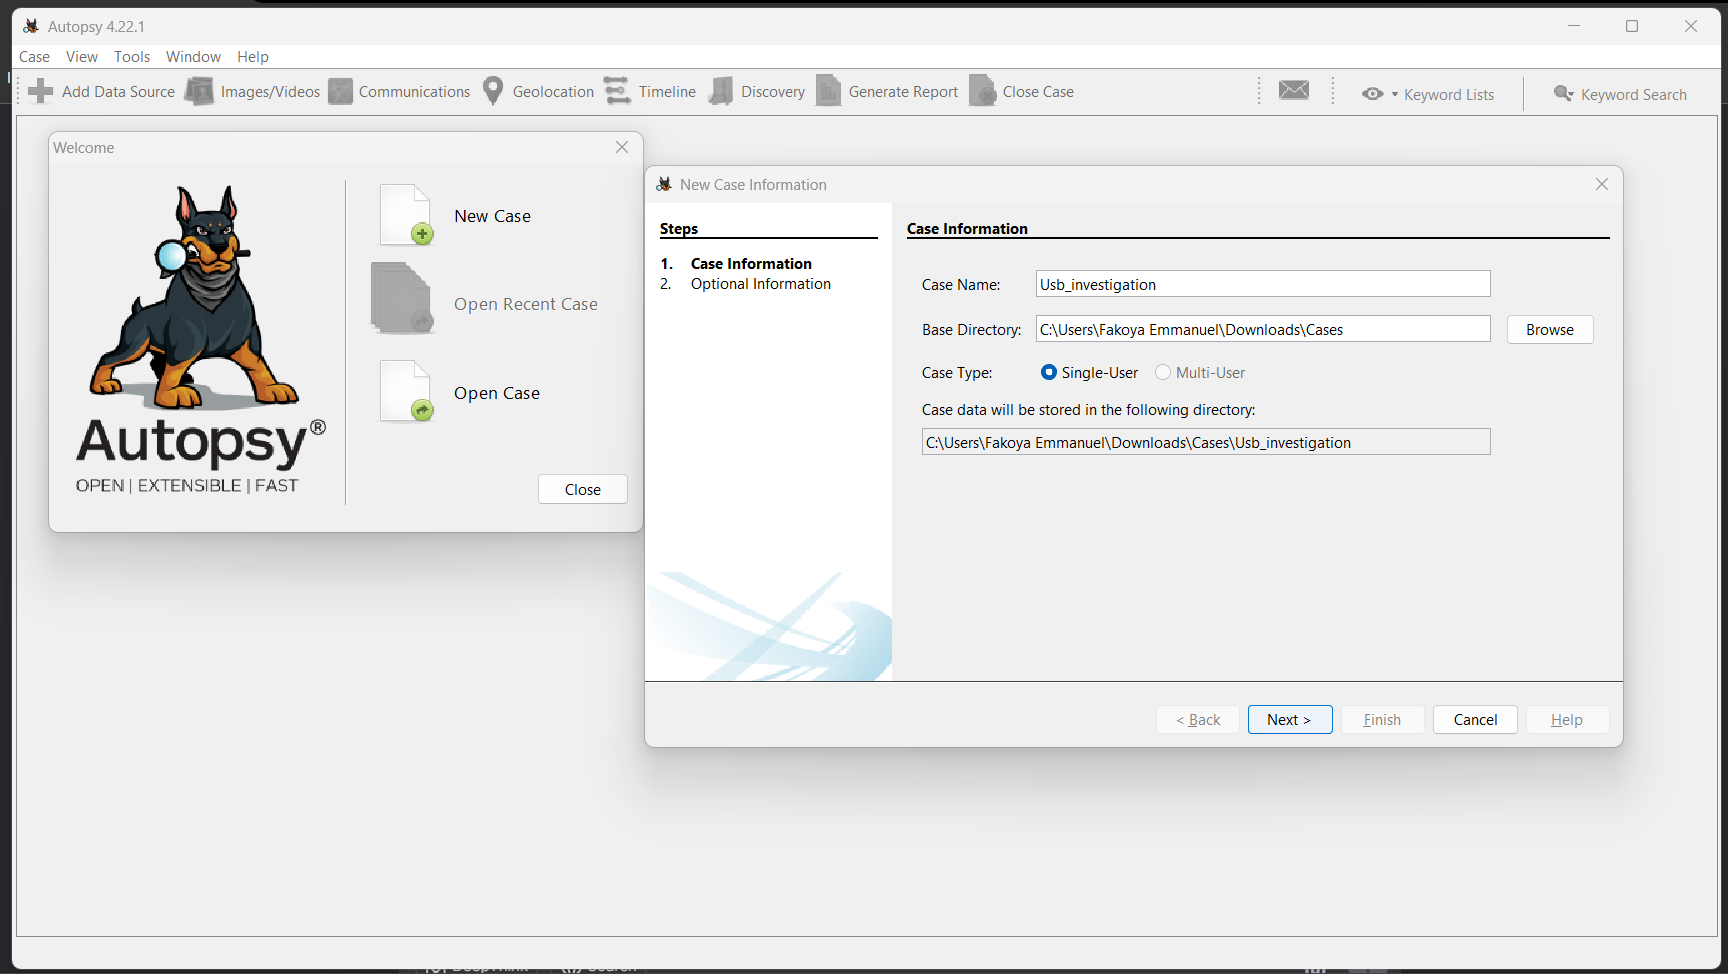 Autopsy 4.22.1
Case View Tools Window Help
Add Data Source Images/Videos Communications Geolocation Timeline Discovery Generate Report Close Case Keyword Lists Keyword Search
Welcome
New Case
Open Recent Case
Open Case
Autopsy®
OPEN | EXTENSIBLE | FAST
Close
New Case Information
Steps
1. Case Information
2. Optional Information
Case Information
Case Name: Usb_investigation
Base Directory: C:\Users\Fakoya Emmanuel\Downloads\Cases Browse
Case Type: Single-User Multi-User
Case data will be stored in the following directory:
C:\Users\Fakoya Emmanuel\Downloads\Cases\Usb_investigation
< Back Next > Finish Cancel Help